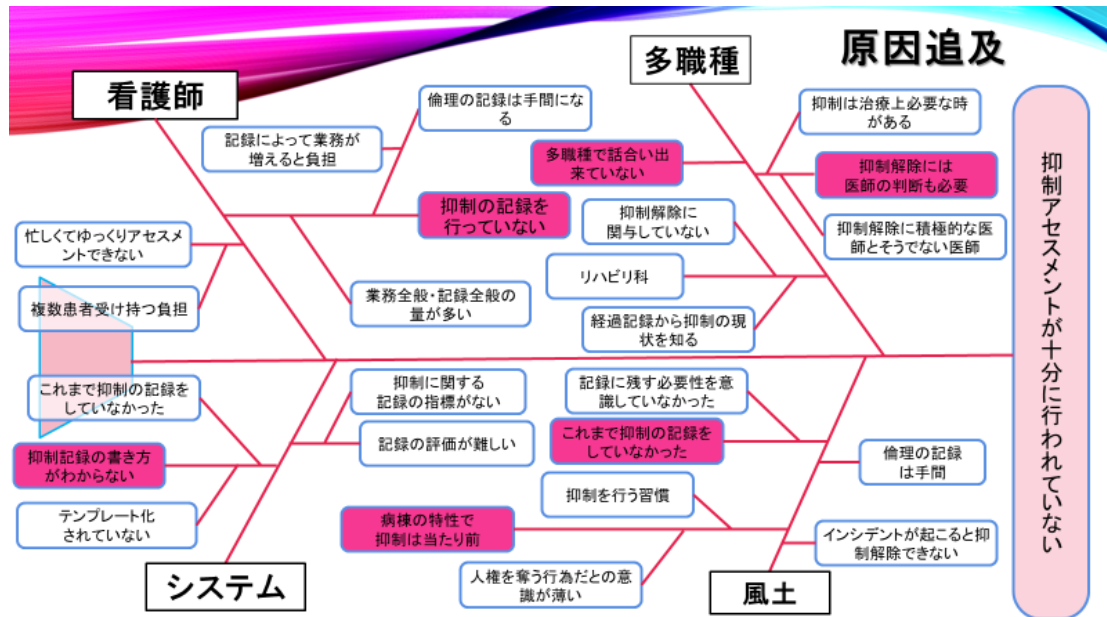 原因追及
看護師
倫理の記録は手間にな
る
記録によって業務が
増えると負担
抑制の記録を
行っていない
忙しくてゆっくりアセスメ
ントできない
複数患者受け持つ負担
業務全般・記録全般の
量が多い
多職種
抑制は治療上必要な時
がある
多職種で話合い出
来ていない
抑制解除には
医師の判断も必要
抑制解除に
関与していない
抑制解除に積極的な医
師とそうでない医師
リハビリ科
経過記録から抑制の現
状を知る
これまで抑制の記録を
していなかった
抑制に関する
記録の指標がない
記録の評価が難しい
抑制記録の書き方
がわからない
テンプレート化
されていない
システム
記録に残す必要性を意
識していなかった
これまで抑制の記録を
していなかった
倫理の記録
は手間
抑制を行う習慣
病棟の特性で
抑制は当たり前
インシデントが起こると抑
制解除できない
人権を奪う行為だとの意
識が薄い
風土
抑制アセスメントが十分に行われていない